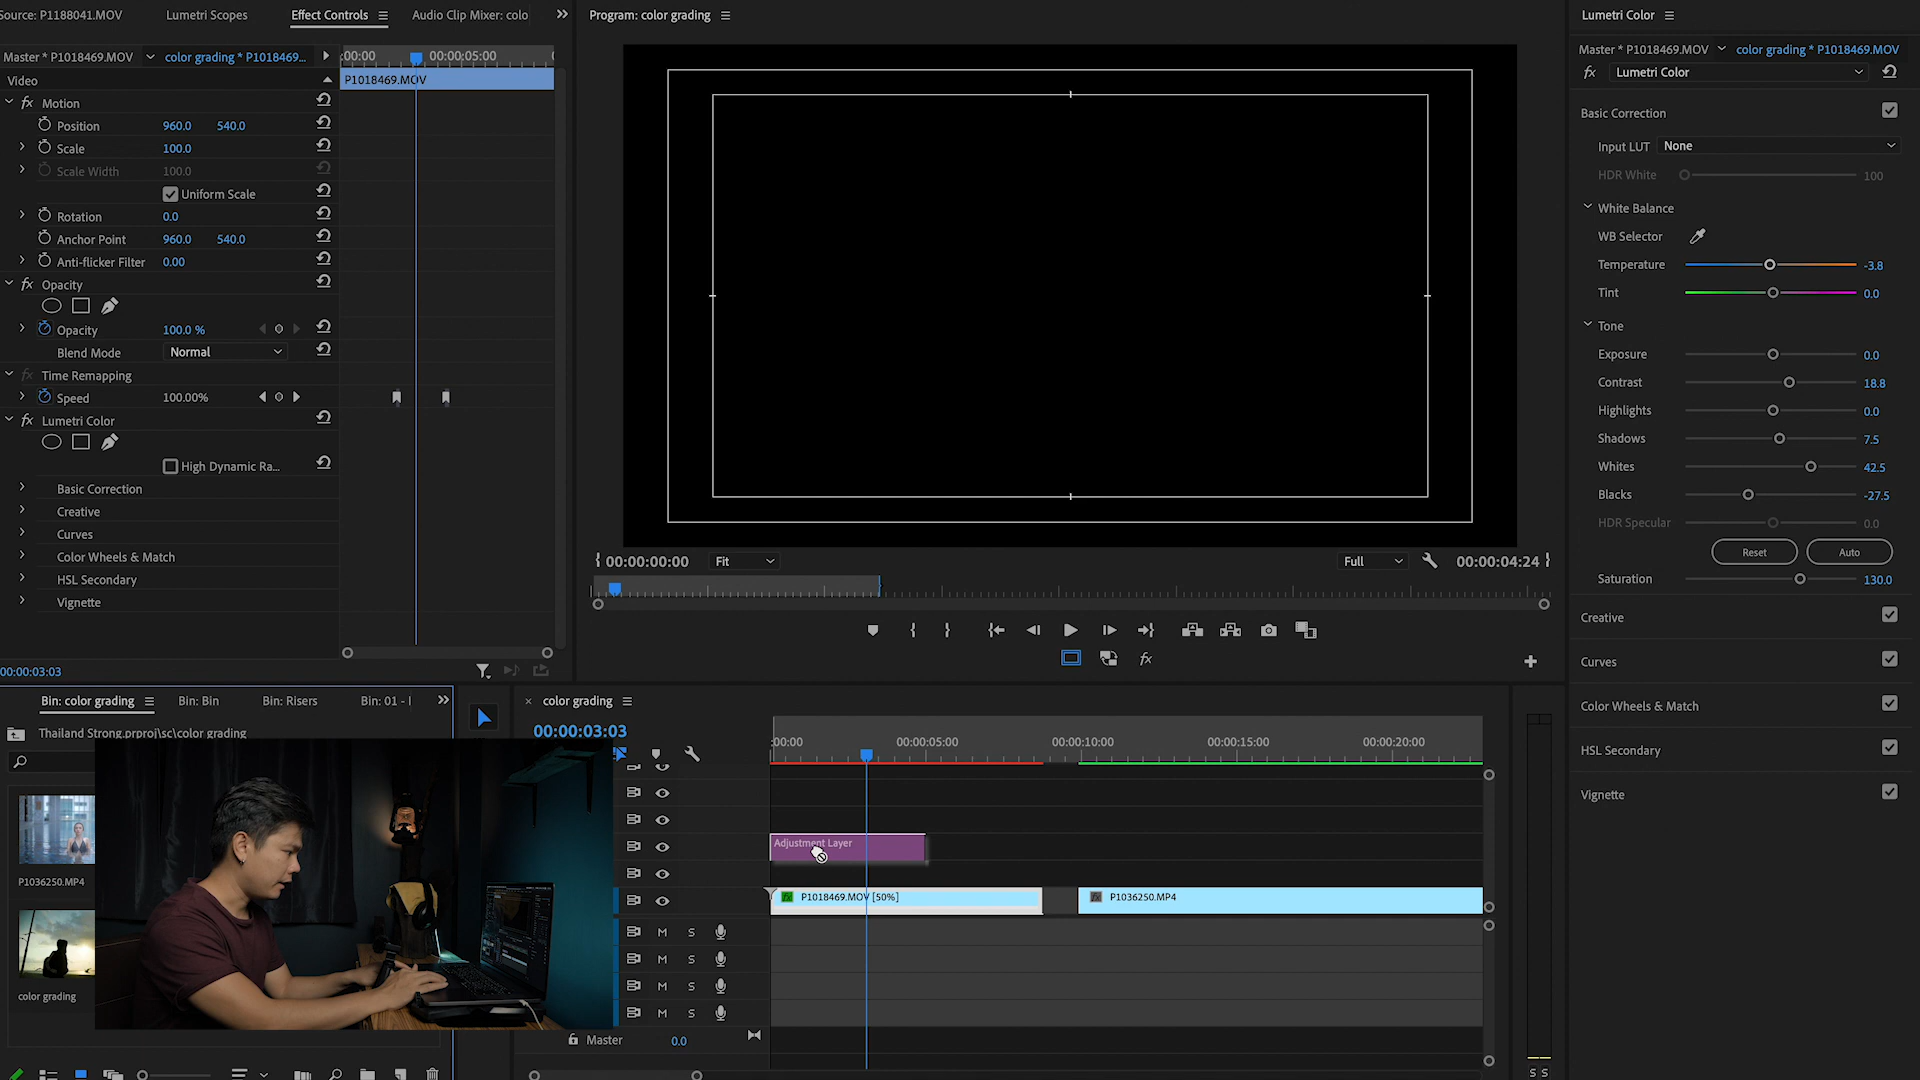 Source: P1188041.MOV
Lumetri Scopes
Effect Controls
Audio Clip Mixer: colo
Master * P1018469.MOV
color grading * P1018469...
:00:00
00:00:05:00
Video
P1018469.MOV
Motion
Position 960.0 540.0
Scale 100.0
Scale Width 100.0
Uniform Scale
Rotation 0.0
Anchor Point 960.0 540.0
Anti-flicker Filter 0.00
Opacity
Opacity 100.0 %
Blend Mode Normal
Time Remapping
Speed 100.00%
Lumetri Color
High Dynamic Ra...
Basic Correction
Creative
Curves
Color Wheels & Match
HSL Secondary
Vignette
00:00:03:03
Program: color grading
00:00:00:00
Fit
Full
00:00:04:24
Lumetri Color
Master * P1018469.MOV
color grading * P1018469.MOV
fx Lumetri Color
Basic Correction
Input LUT None
HDR White 100
White Balance
WB Selector
Temperature -3.8
Tint 0.0
Tone
Exposure 0.0
Contrast 18.8
Highlights 0.0
Shadows 7.5
Whites 42.5
Blacks -27.5
HDR Specular 0.0
Reset
Auto
Saturation 130.0
Creative
Curves
Color Wheels & Match
HSL Secondary
Vignette
Bin: color grading
Bin: Bin
Bin: Risers
Bin: 01 - I
Thailand Strong.prproj\sc\color grading
P1036250.MP4
color grading
color grading
00:00:03:03
:00:00
00:00:05:00
00:00:10:00
00:00:15:00
00:00:20:00
Adjustment Layer
fx P1018469.MOV [50%]
fx P1036250.MP4
M S
M S
M S
M S
Master 0.0
S S